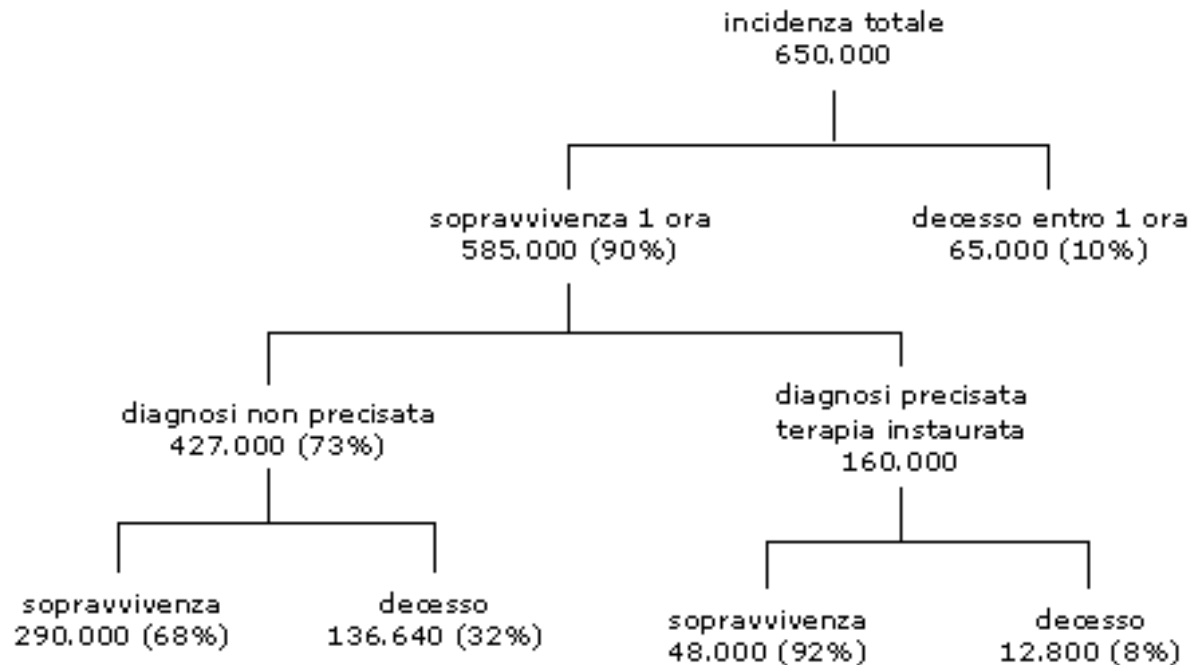 incidenza totale
650.000
sopravvivenza 1 ora
585.000 (90%)
decesso entro 1 ora
65.000 (10%)
diagnosi non precisata
427.000 (73%)
diagnosi precisata
terapia instaurata
160.000
sopravvivenza
290.000 (68%)
decesso
136.640 (32%)
sopravvivenza
48.000 (92%)
decesso
12.800 (8%)